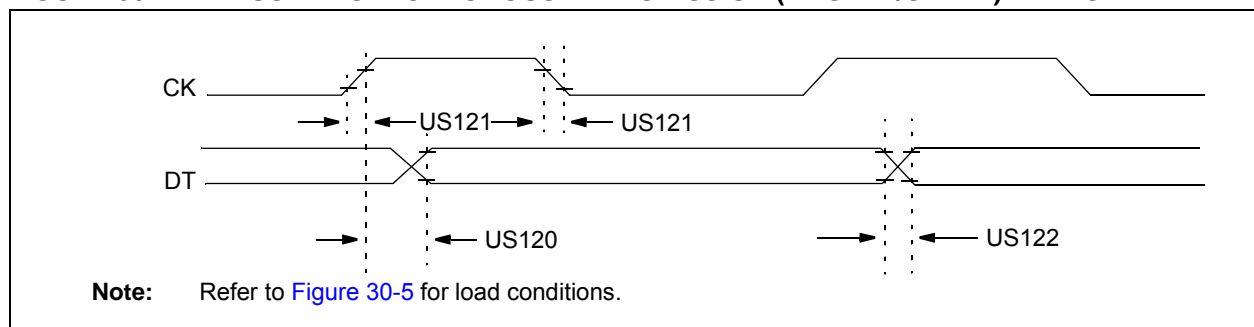 CK
US121
US121
DT
US120
US122
Note: Refer to Figure 30-5 for load conditions.